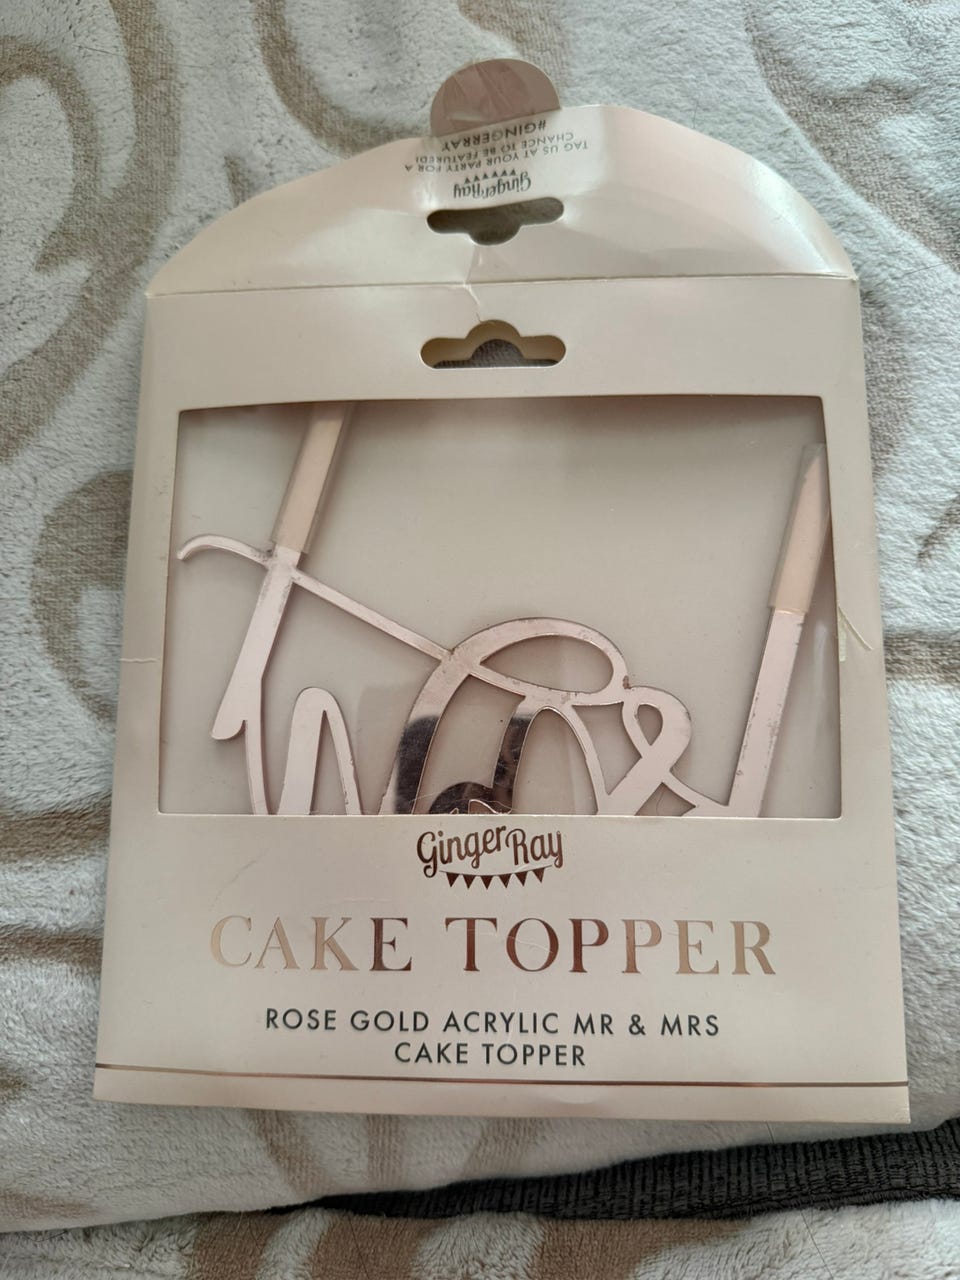 #GINGERRAY
CHANCE TO BE FEATURED!
TAG US AT YOUR PARTY FOR A
Ginger Ray
Ginger Ray
CAKE TOPPER
ROSE GOLD ACRYLIC MR & MRS
CAKE TOPPER